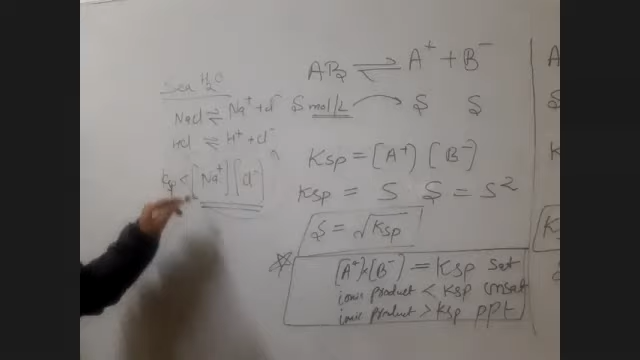 Sea H2O
NaCl ⇌ Na+ + Cl-
HCl ⇌ H+ + Cl-
Ksp < [Na+][Cl-]
AB ⇌ A+ + B-
S mol/L → S S
Ksp = [A+] [B-]
Ksp = S S = S²
S = √Ksp
[A+] [B-] = Ksp sat
ionic product < Ksp unsat
ionic product > Ksp ppt